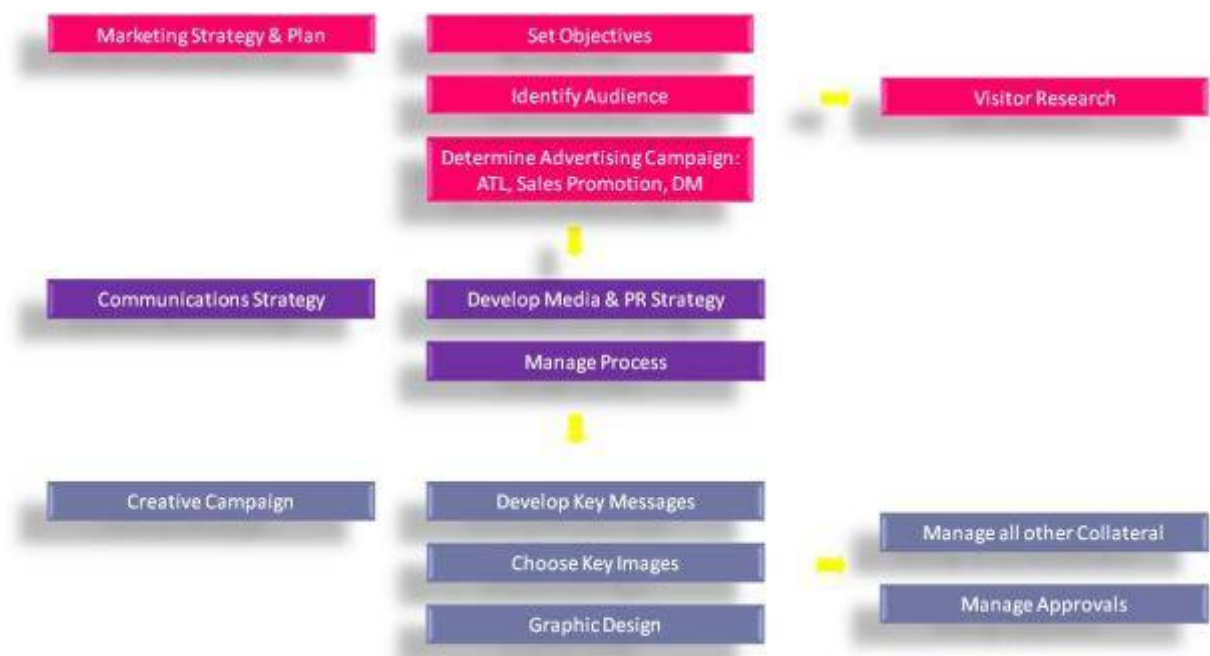 Marketing Strategy & Plan
Set Objectives
Identify Audience
Visitor Research
Determine Advertising Campaign:
ATL, Sales Promotion, DM
Communications Strategy
Develop Media & PR Strategy
Manage Process
Creative Campaign
Develop Key Messages
Manage all other Collateral
Choose Key Images
Manage Approvals
Graphic Design